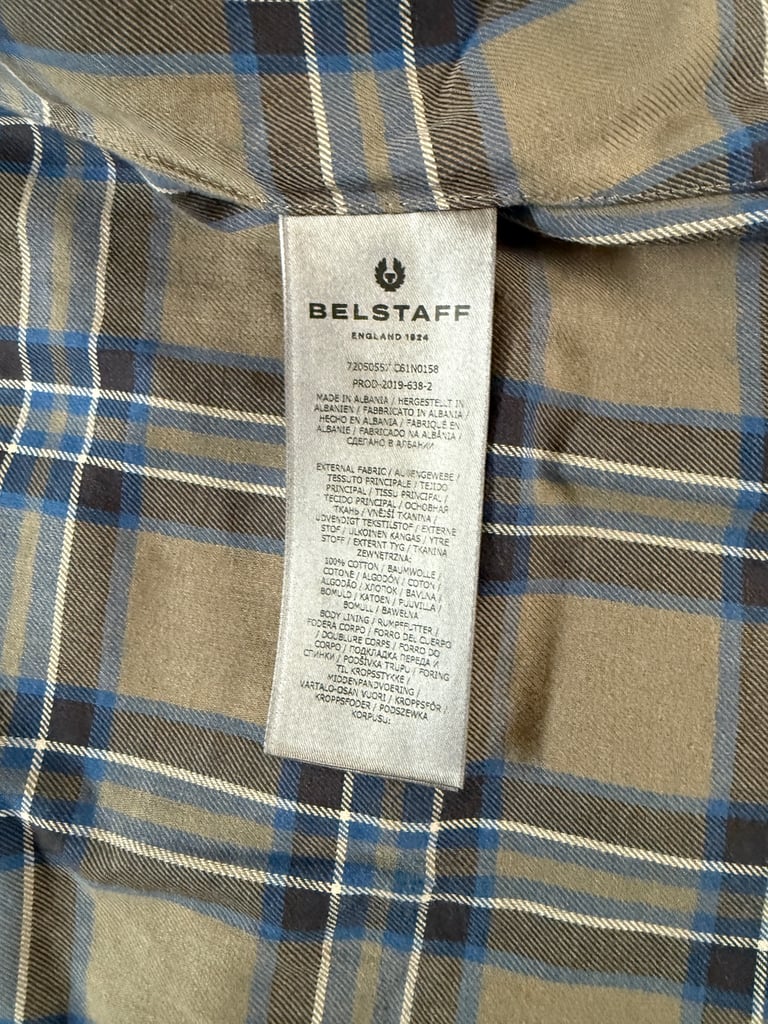 BELSTAFF
ENGLAND 1924
72050557 C61N0158
PROD-2019-638-2
MADE IN ALBANIA / HERGESTELLT IN
ALBANIEN / FABBRICATO IN ALBANIA /
HECHO EN ALBANIA / FABRIQUÉ EN
ALBANIE / FABRICADO NA ALBÂNIA /
СДЕЛАНО В АЛБАНИИ
EXTERNAL FABRIC / AUßENGEWEBE /
TESSUTO PRINCIPALE / TEJIDO
PRINCIPAL / TISSU PRINCIPAL /
TECIDO PRINCIPAL / ОСНОВНАЯ
ТКАНЬ / VNĚJŠÍ TKANINA /
UDVENDIGT TEKSTILSTOF / EXTERNE
STOF / ULKOINEN KANGAS / YTRE
STOFF / EXTERNT TYG / TKANINA
ZEWNĘTRZNA:
100% COTTON / BAUMWOLLE /
COTONE / ALGODÓN / COTON /
ALGODÃO / ХЛОПОК / BAVLNA /
BOMULD / KATOEN / PUUVILLA /
BOMULL / BAWEŁNA
BODY LINING / RUMPFFUTTER /
FODERA CORPO / FORRO DEL CUERPO
/ DOUBLURE CORPS / FORRO DO
CORPO / ПОДКЛАДКА ПЕРЕДА И
СПИНКИ / PODŠÍVKA TRUPU / FORING
TIL KROPSSTYKKE /
MIDDENPANDVOERING /
VARTALO-OSAN VUORI / KROPPSFÔR /
KROPPSFODER / PODSZEWKA
KORPUSU: